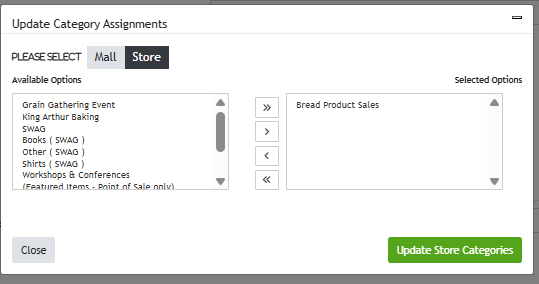 Update Category Assignments
PLEASE SELECT Mall Store
Available Options Selected Options
Grain Gathering Event
King Arthur Baking
SWAG
Books ( SWAG )
Other ( SWAG )
Shirts ( SWAG )
Workshops & Conferences
(Featured Items - Point of Sale only)
Bread Product Sales
Close Update Store Categories